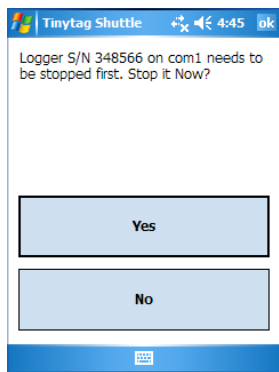 Tinytag Shuttle 4:45 ok
Logger S/N 348566 on com1 needs to
be stopped first. Stop it Now?
Yes
No